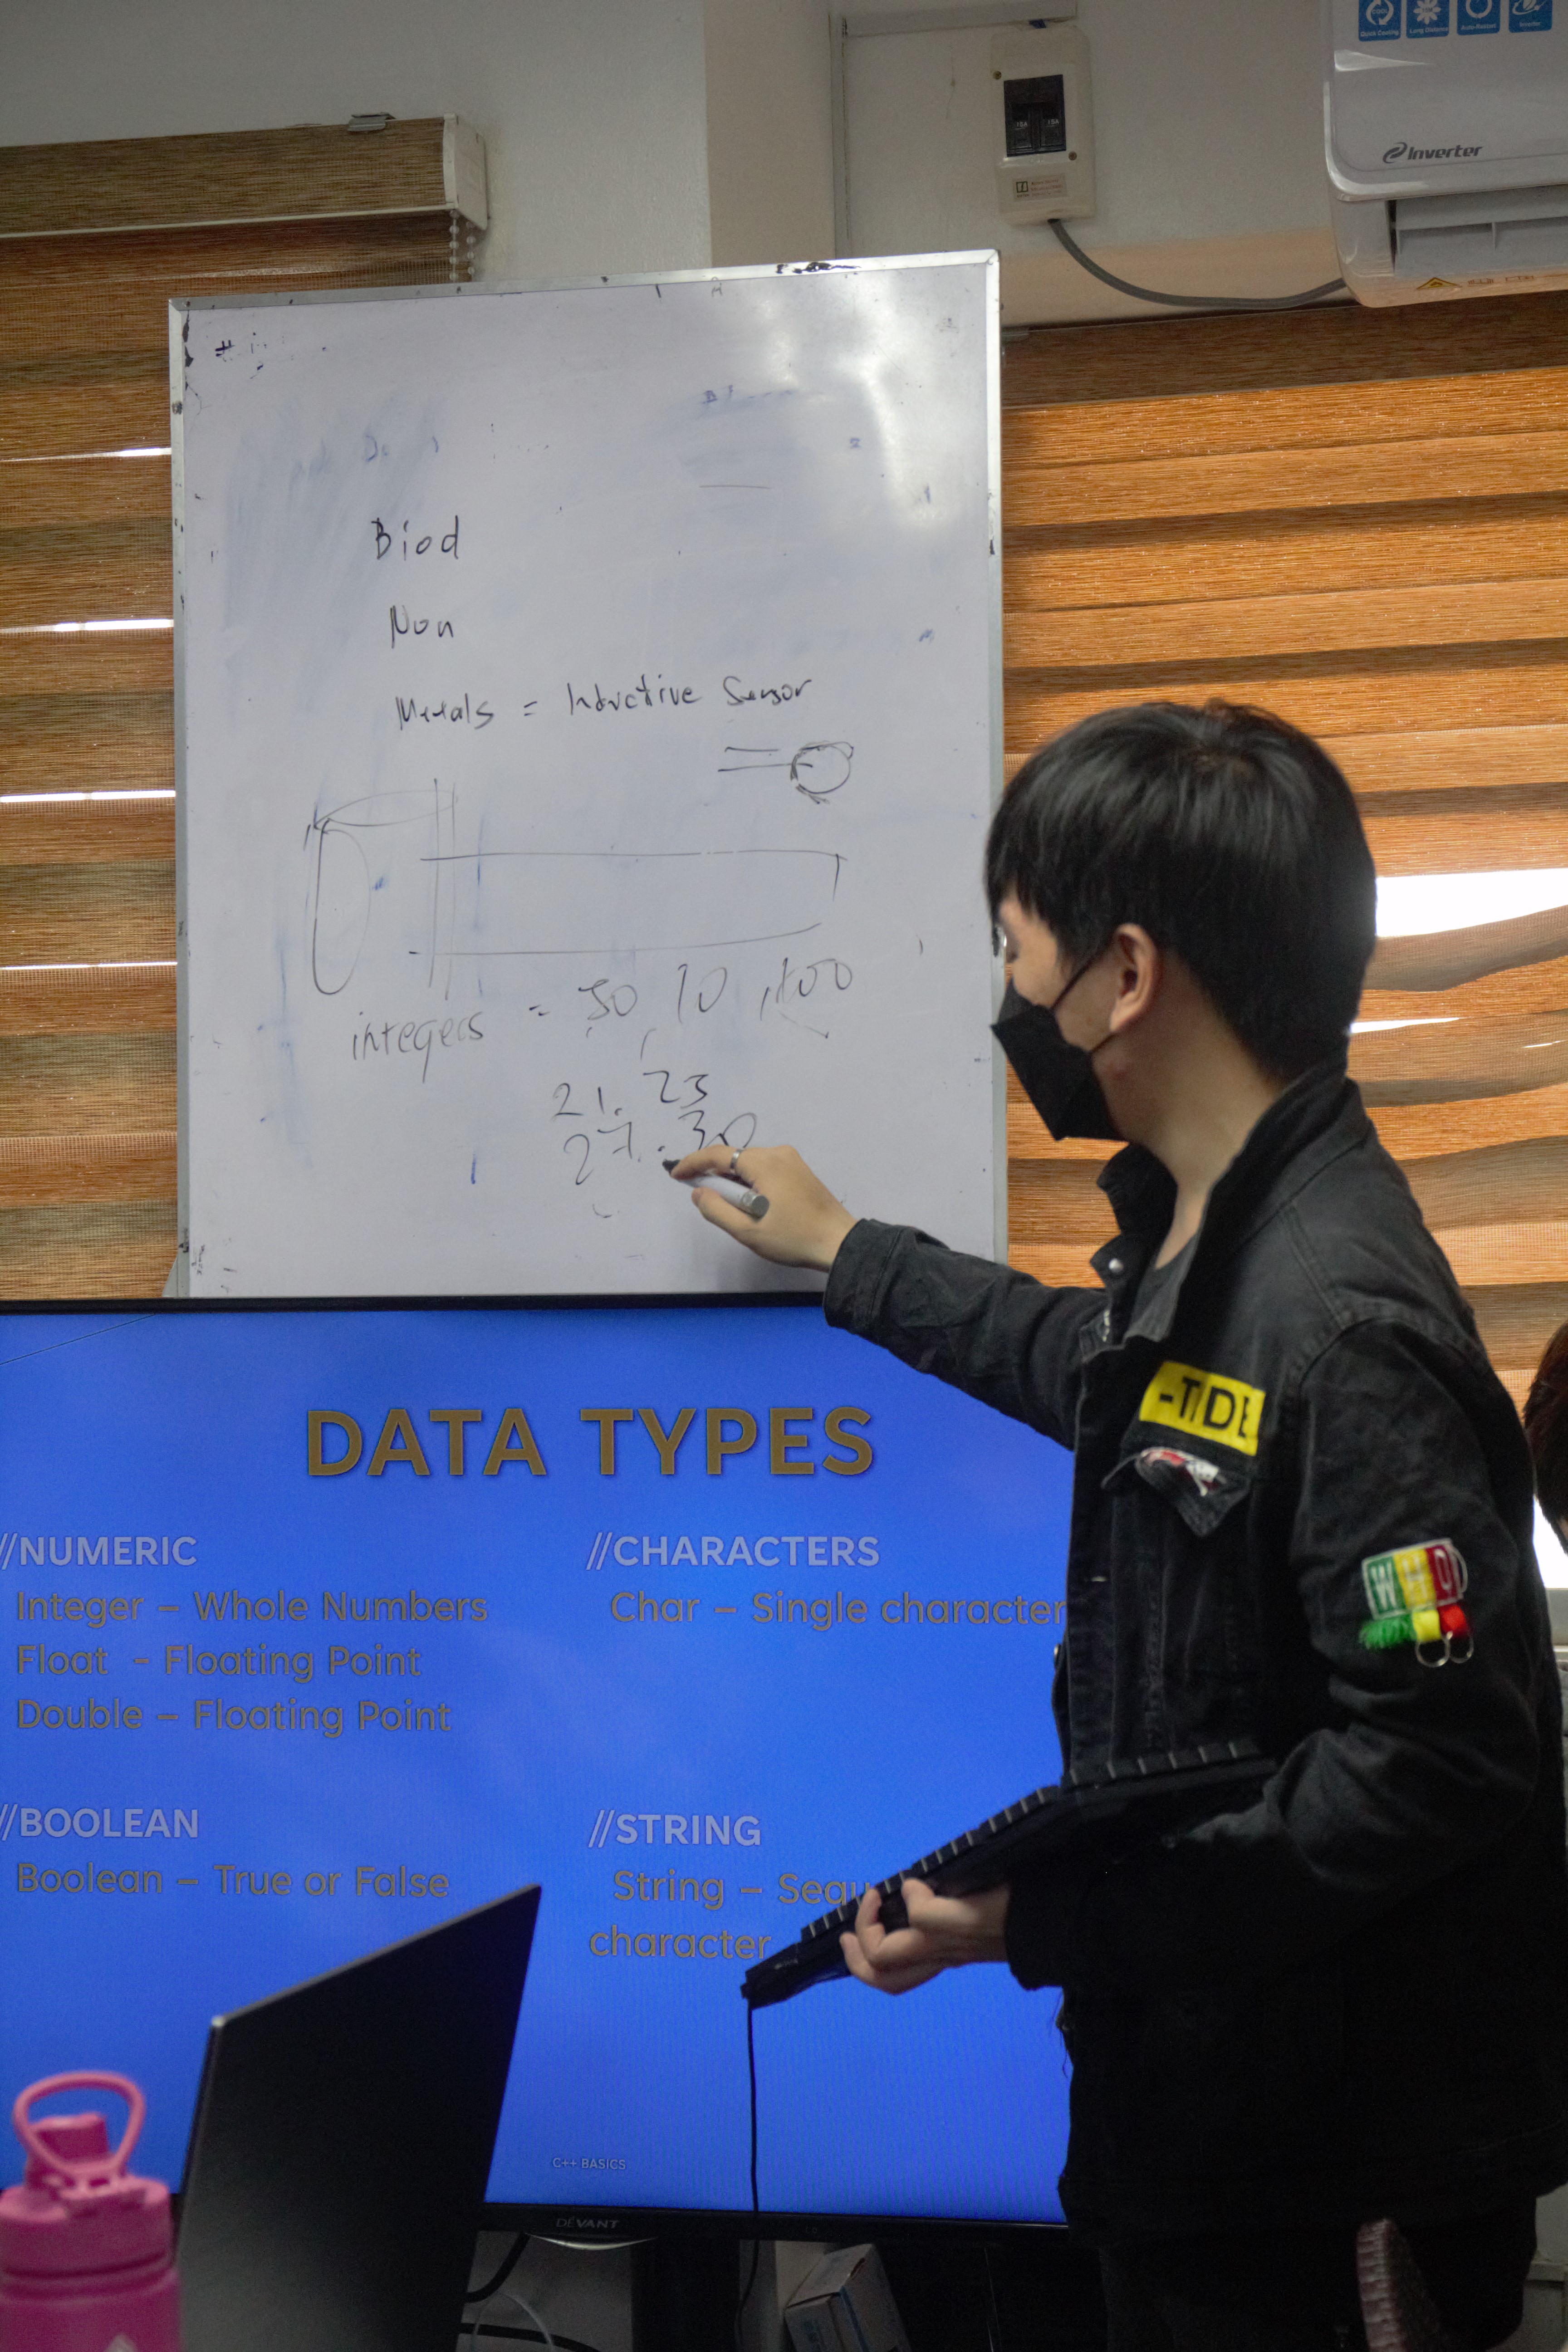 Inverter
Biod
Non
Metals = Inductive Sensor
integers = 50 10, 100
21. 25
27. 30
-TIDE
WHO
DATA TYPES
//NUMERIC
Integer – Whole Numbers
Float - Floating Point
Double – Floating Point
//CHARACTERS
Char – Single character
//BOOLEAN
Boolean – True or False
//STRING
String – Sequ
character
C++ BASICS
DEVANT